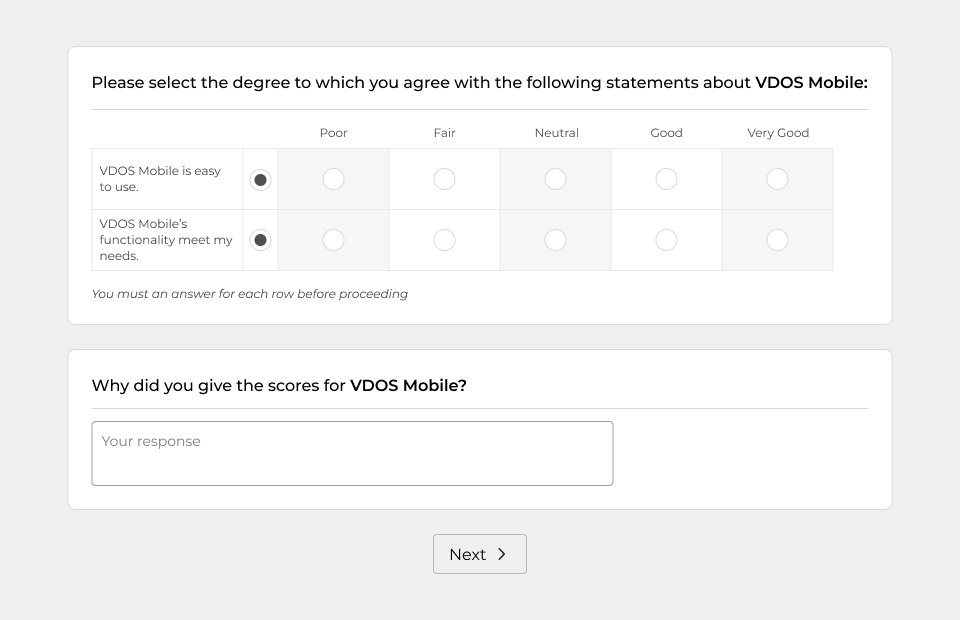 Please select the degree to which you agree with the following statements about VDOS Mobile:
Poor Fair Neutral Good Very Good
VDOS Mobile is easy
to use.
VDOS Mobile's
functionality meet my
needs.
You must an answer for each row before proceeding
Why did you give the scores for VDOS Mobile?
Your response
Next